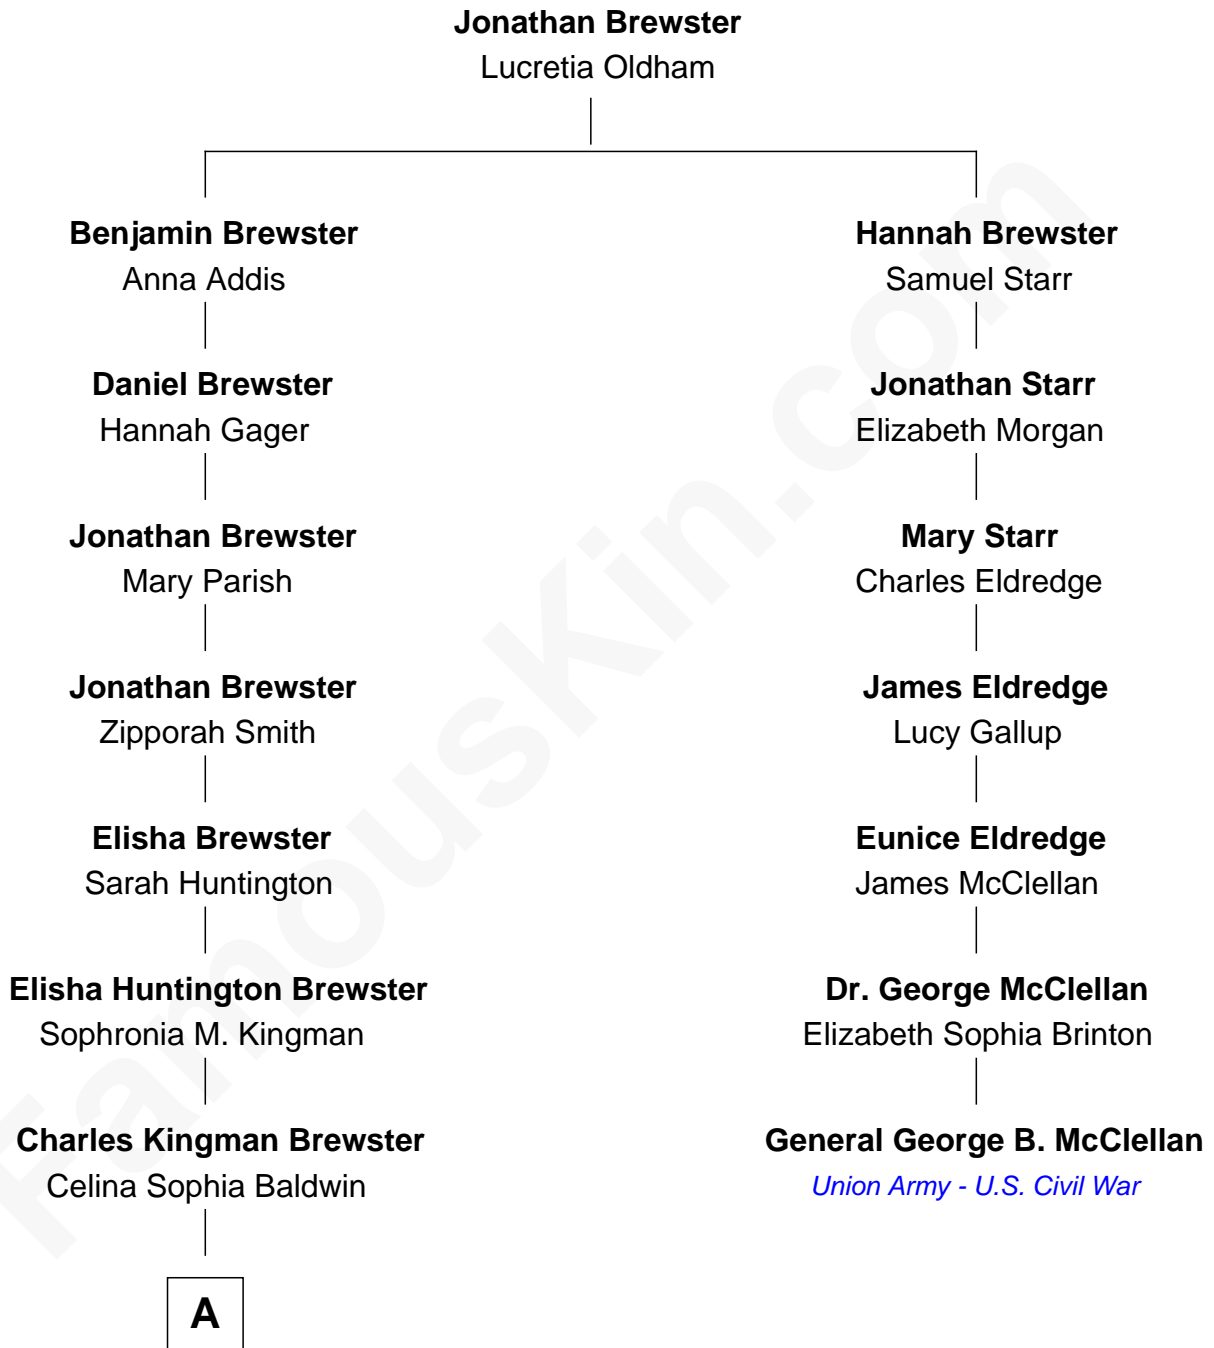 Jonathan Brewster
Lucretia Oldham
Benjamin Brewster
Anna Addis
Daniel Brewster
Hannah Gager
Jonathan Brewster
Mary Parish
Jonathan Brewster
Zipporah Smith
Elisha Brewster
Sarah Huntington
Elisha Huntington Brewster
Sophronia M. Kingman
Charles Kingman Brewster
Celina Sophia Baldwin
A
Hannah Brewster
Samuel Starr
Jonathan Starr
Elizabeth Morgan
Mary Starr
Charles Eldredge
James Eldredge
Lucy Gallup
Eunice Eldredge
James McClellan
Dr. George McClellan
Elizabeth Sophia Brinton
General George B. McClellan
Union Army - U.S. Civil War
FamousKin.com